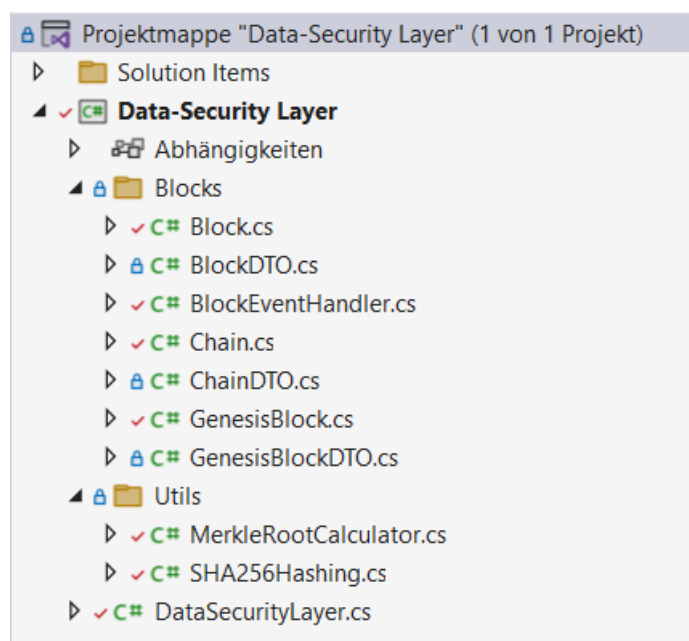 Projektmappe "Data-Security Layer" (1 von 1 Projekt)
Solution Items
C# Data-Security Layer
Abhängigkeiten
Blocks
C# Block.cs
C# BlockDTO.cs
C# BlockEventHandler.cs
C# Chain.cs
C# ChainDTO.cs
C# GenesisBlock.cs
C# GenesisBlockDTO.cs
Utils
C# MerkleRootCalculator.cs
C# SHA256Hashing.cs
C# DataSecurityLayer.cs